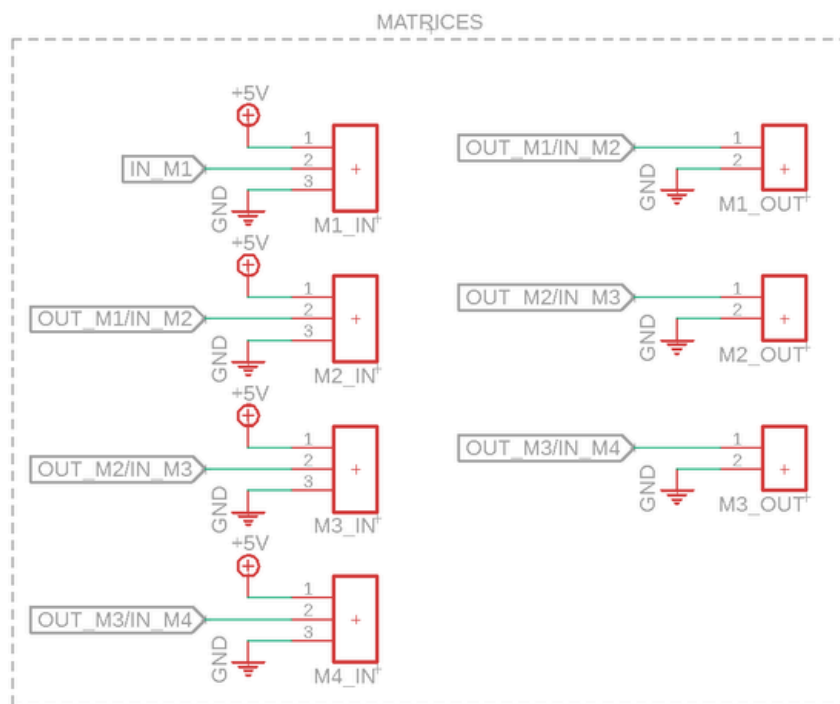 MATRICES
+5V
1
IN_M1
2
3
GND
M1_IN
OUT_M1/IN_M2
1
2
GND
M1_OUT
+5V
1
OUT_M1/IN_M2
2
3
GND
M2_IN
OUT_M2/IN_M3
1
2
GND
M2_OUT
+5V
1
OUT_M2/IN_M3
2
3
GND
M3_IN
OUT_M3/IN_M4
1
2
GND
M3_OUT
+5V
1
OUT_M3/IN_M4
2
3
GND
M4_IN